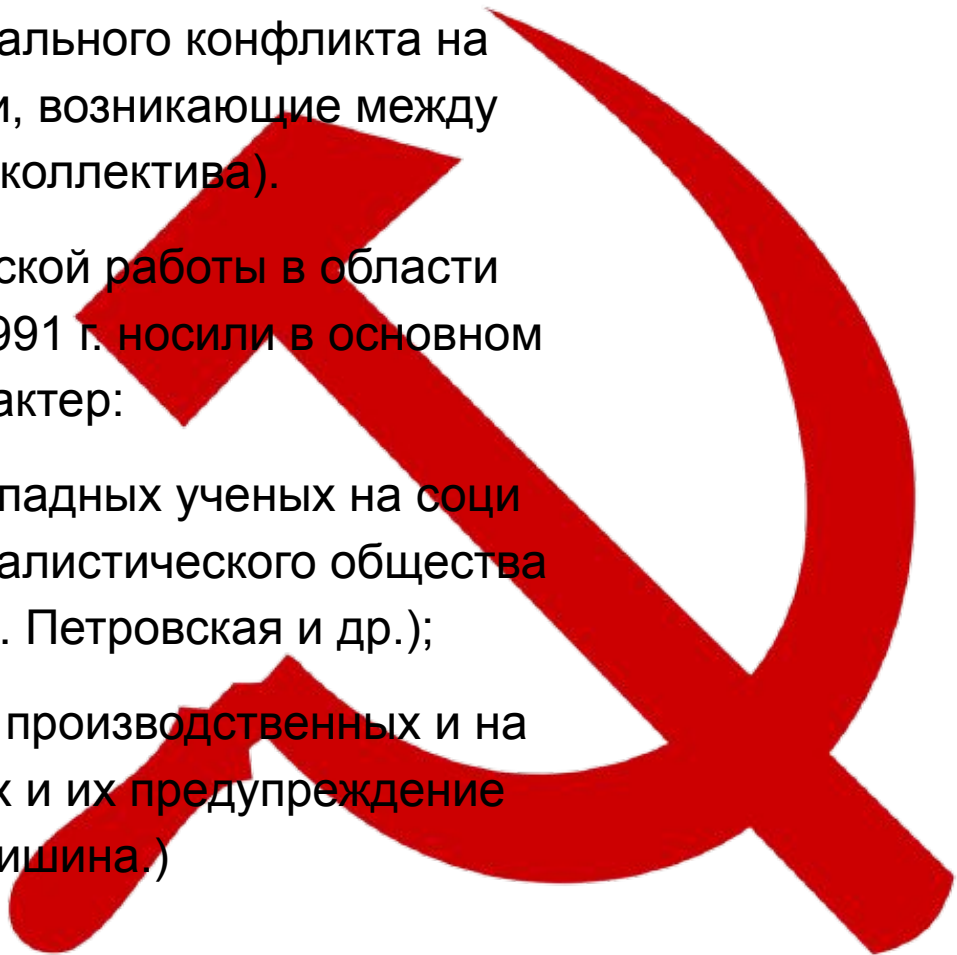 ального конфликта на
и, возникающие между
коллектива).
ской работы в области
991 г. носили в основном
актер:
падных ученых на соци
алистического общества
. Петровская и др.);
производственных и на
х и их предупреждение
ишина.)